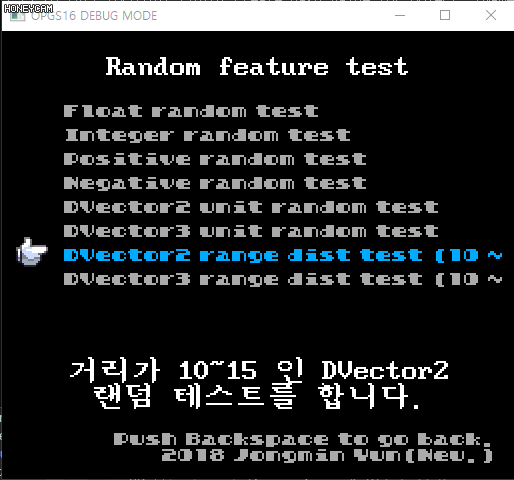 HONEYCAM
OPGS16 DEBUG MODE
Random feature test
Float random test
Integer random test
Positive random test
Negative random test
DVector2 unit random test
DVector3 unit random test
DVector2 range dist test (10 ~
DVector3 range dist test (10 ~
거리가 10~15 인 DVector2
랜덤 테스트를 합니다.
Push Backspace to go back.
2018 Jongmin Yun(Neu.)